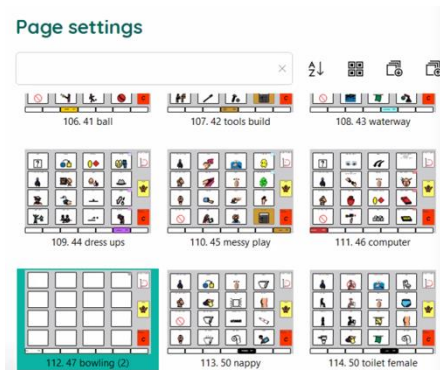 Page settings
106. 41 ball
107. 42 tools build
108. 43 waterway
109. 44 dress ups
110. 45 messy play
111. 46 computer
112. 47 bowling (2)
113. 50 nappy
114. 50 toilet female